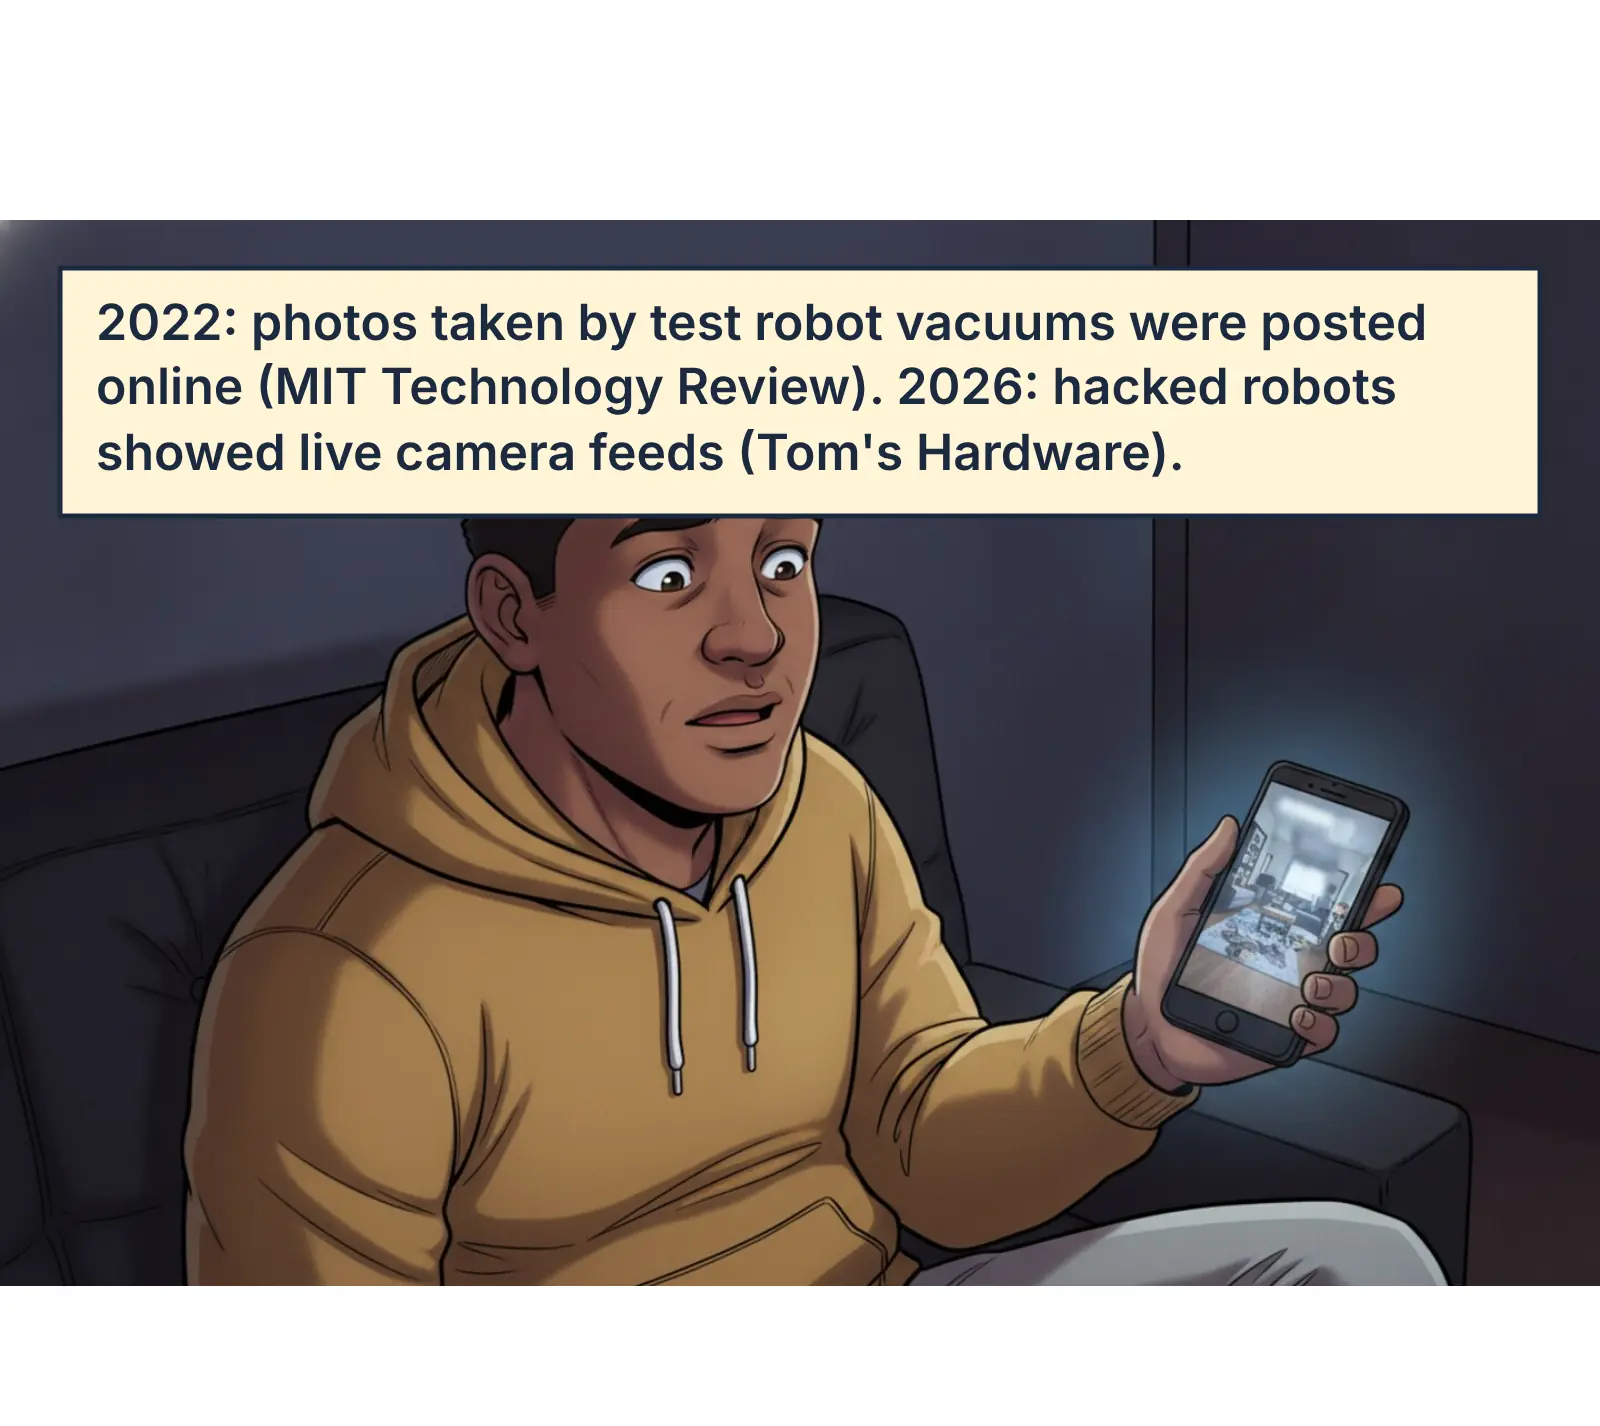 2022: photos taken by test robot vacuums were posted
online (MIT Technology Review). 2026: hacked robots
showed live camera feeds (Tom's Hardware).